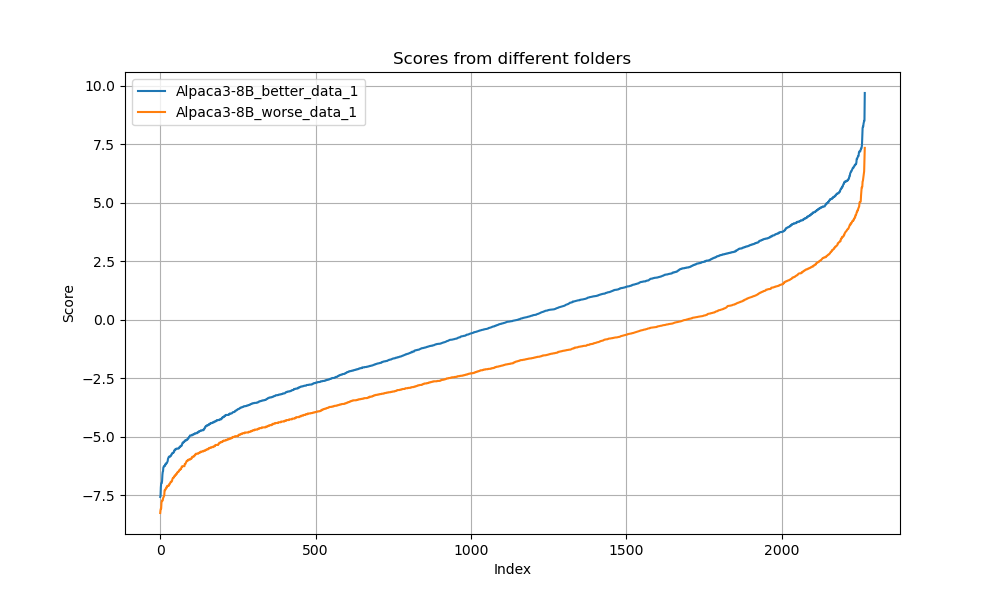 Scores from different folders
Alpaca3-8B_better_data_1
Alpaca3-8B_worse_data_1
10.0
7.5
5.0
2.5
0.0
−2.5
−5.0
−7.5
Score
0 500 1000 1500 2000
Index